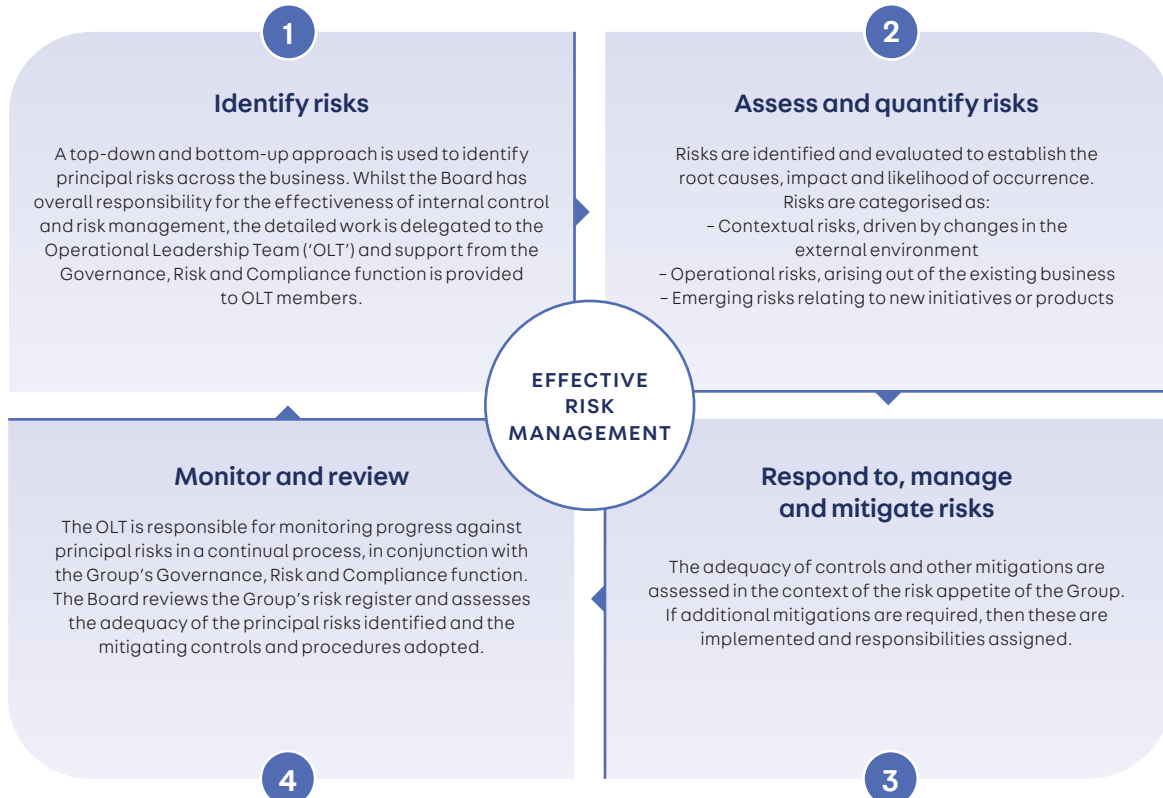 1
Identify risks
A top-down and bottom-up approach is used to identify
principal risks across the business. Whilst the Board has
overall responsibility for the effectiveness of internal control
and risk management, the detailed work is delegated to the
Operational Leadership Team (‘OLT’) and support from the
Governance, Risk and Compliance function is provided
to OLT members.
2
Assess and quantify risks
Risks are identified and evaluated to establish the
root causes, impact and likelihood of occurrence.
Risks are categorised as:
– Contextual risks, driven by changes in the
external environment
– Operational risks, arising out of the existing business
– Emerging risks relating to new initiatives or products
EFFECTIVE
RISK
MANAGEMENT
Respond to, manage
and mitigate risks
The adequacy of controls and other mitigations are
assessed in the context of the risk appetite of the Group.
If additional mitigations are required, then these are
implemented and responsibilities assigned.
3
Monitor and review
The OLT is responsible for monitoring progress against
principal risks in a continual process, in conjunction with
the Group’s Governance, Risk and Compliance function.
The Board reviews the Group’s risk register and assesses
the adequacy of the principal risks identified and the
mitigating controls and procedures adopted.
4